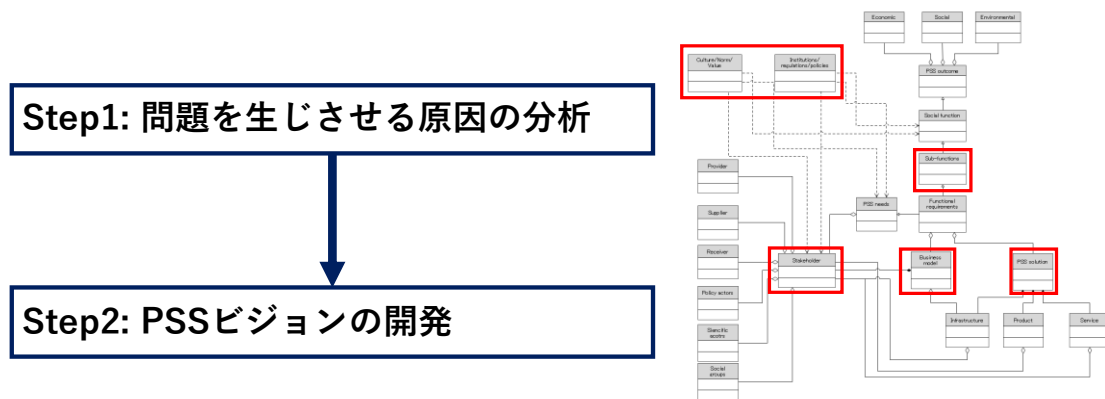 Step1: 問題を生じさせる原因の分析
Step2: PSSビジョンの開発
Economic
Social
Environmental
Culture/Norm/
Value
Institutions/
regulations/policies
PSS outcome
Social function
Sub-functions
Provider
Functional
requirements
PSS needs
Supplier
Receiver
Stakeholder
Business
model
PSS solution
Policy actors
Infrastructure
Product
Service
Scientific
Social
groups